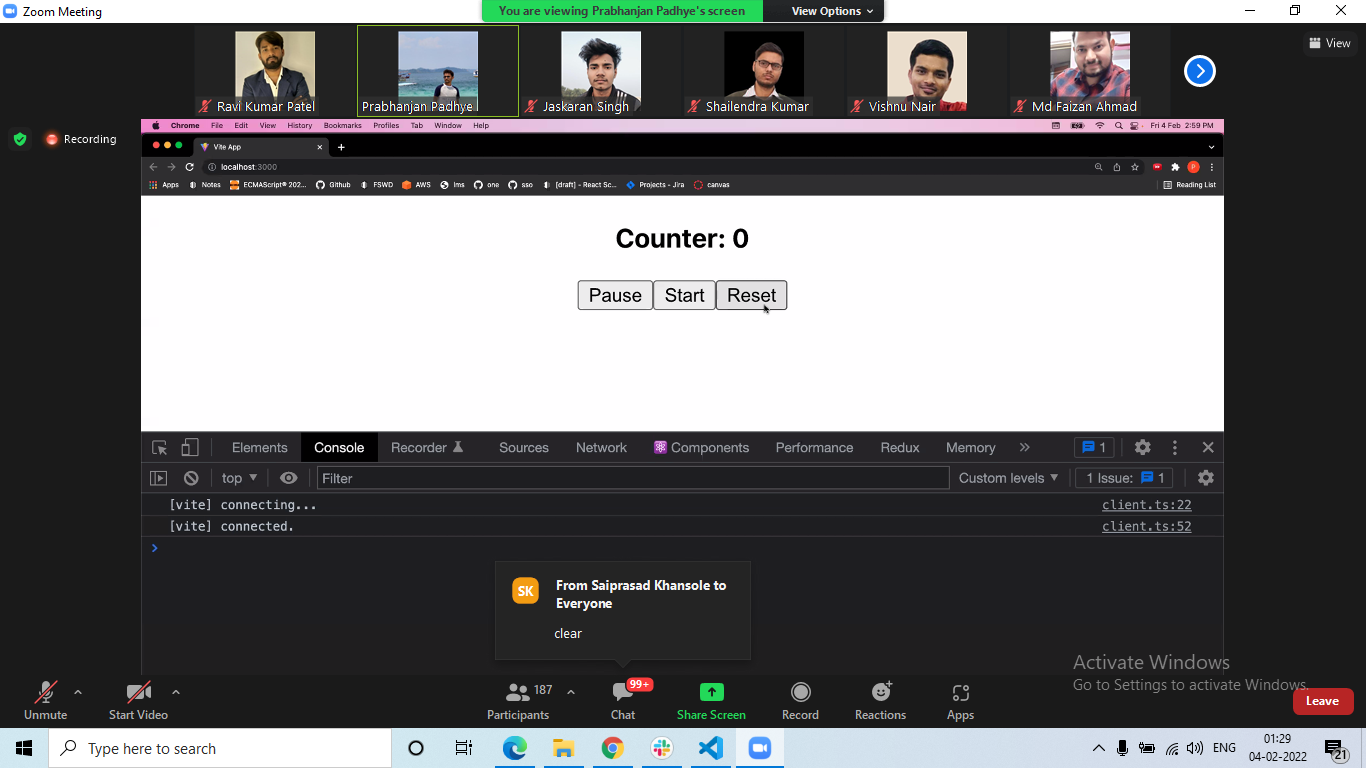 Zoom Meeting
You are viewing Prabhanjan Padhye's screen
View Options
Ravi Kumar Patel
Prabhanjan Padhye
Jaskaran Singh
Shailendra Kumar
Vishnu Nair
Md Faizan Ahmad
View
Recording
Chrome File Edit View History Bookmarks Profiles Tab Window Help
Fri 4 Feb 2:59 PM
Vite App
localhost:3000
P
Apps Notes ECMAScript® 202... Github FSWD AWS lms one sso [draft] - React Sc... Projects - Jira canvas
Reading List
Counter: 0
Pause Start Reset
Elements Console Recorder Sources Network Components Performance Redux Memory » 1
top Filter Custom levels 1 Issue: 1
[vite] connecting... client.ts:22
[vite] connected. client.ts:52
SK
From Saiprasad Khansole to
Everyone
clear
Activate Windows
Go to Settings to activate Windows.
187
99+
Unmute
Start Video
Participants
Chat
Share Screen
Record
Reactions
Apps
Leave
Type here to search
ENG
01:29
04-02-2022
21